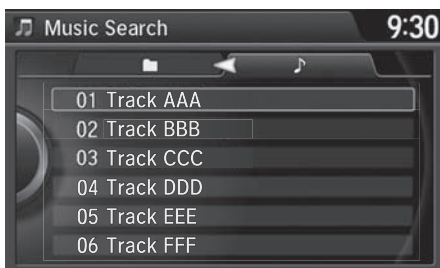 Music Search 9:30
01 Track AAA
02 Track BBB
03 Track CCC
04 Track DDD
05 Track EEE
06 Track FFF